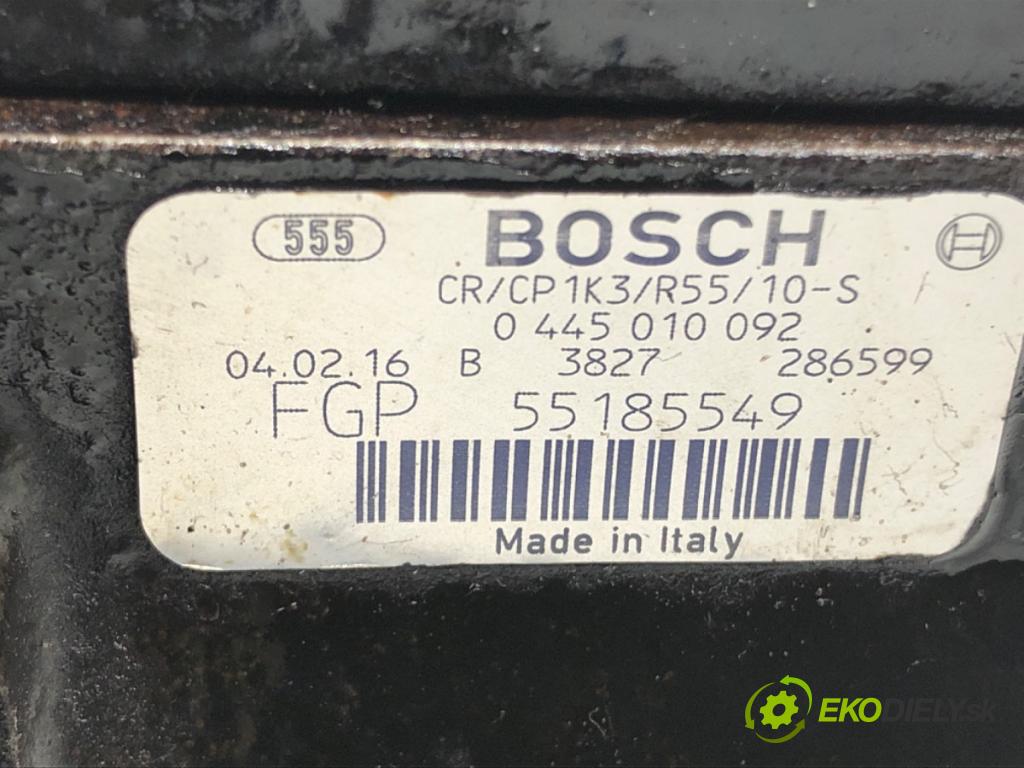 555 BOSCH
CR/CP1K3/R55/10-S
0 445 010 092
04.02.16 B 3827 286599
FGP 55185549
Made in Italy
EKODIELY.sk